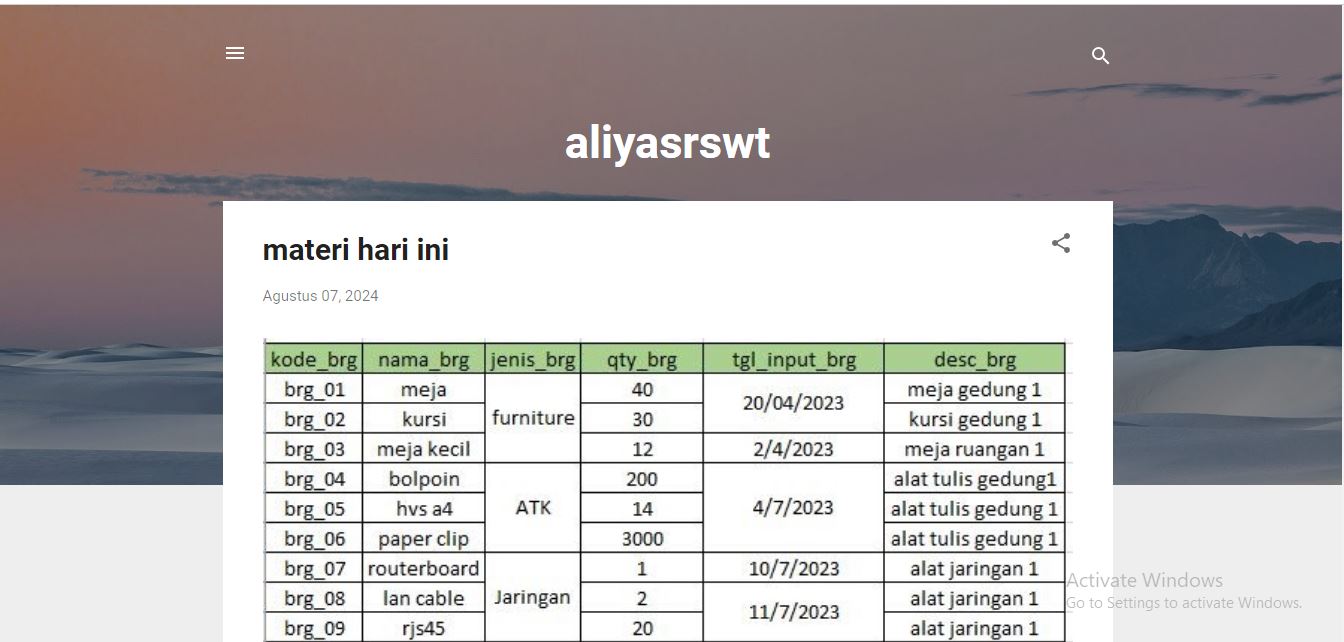 aliyasrswt
materi hari ini
Agustus 07, 2024
kode_brg nama_brg jenis_brg qty_brg tgl_input_brg desc_brg
brg_01 meja furniture 40 20/04/2023 meja gedung 1
brg_02 kursi 30 kursi gedung 1
brg_03 meja kecil 12 2/4/2023 meja ruangan 1
brg_04 bolpoin ATK 200 4/7/2023 alat tulis gedung1
brg_05 hvs a4 14 alat tulis gedung 1
brg_06 paper clip 3000 alat tulis gedung 1
brg_07 routerboard Jaringan 1 10/7/2023 alat jaringan 1
brg_08 lan cable 2 11/7/2023 alat jaringan 1
brg_09 rjs45 20 alat jaringan 1
Activate Windows
Go to Settings to activate Windows.